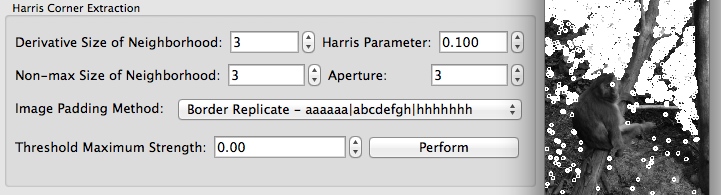 Harris Corner Extraction
Derivative Size of Neighborhood: 3 Harris Parameter: 0.100
Non-max Size of Neighborhood: 3 Aperture: 3
Image Padding Method: Border Replicate - aaaaaa|abcdefgh|hhhhhhh
Threshold Maximum Strength: 0.00 Perform